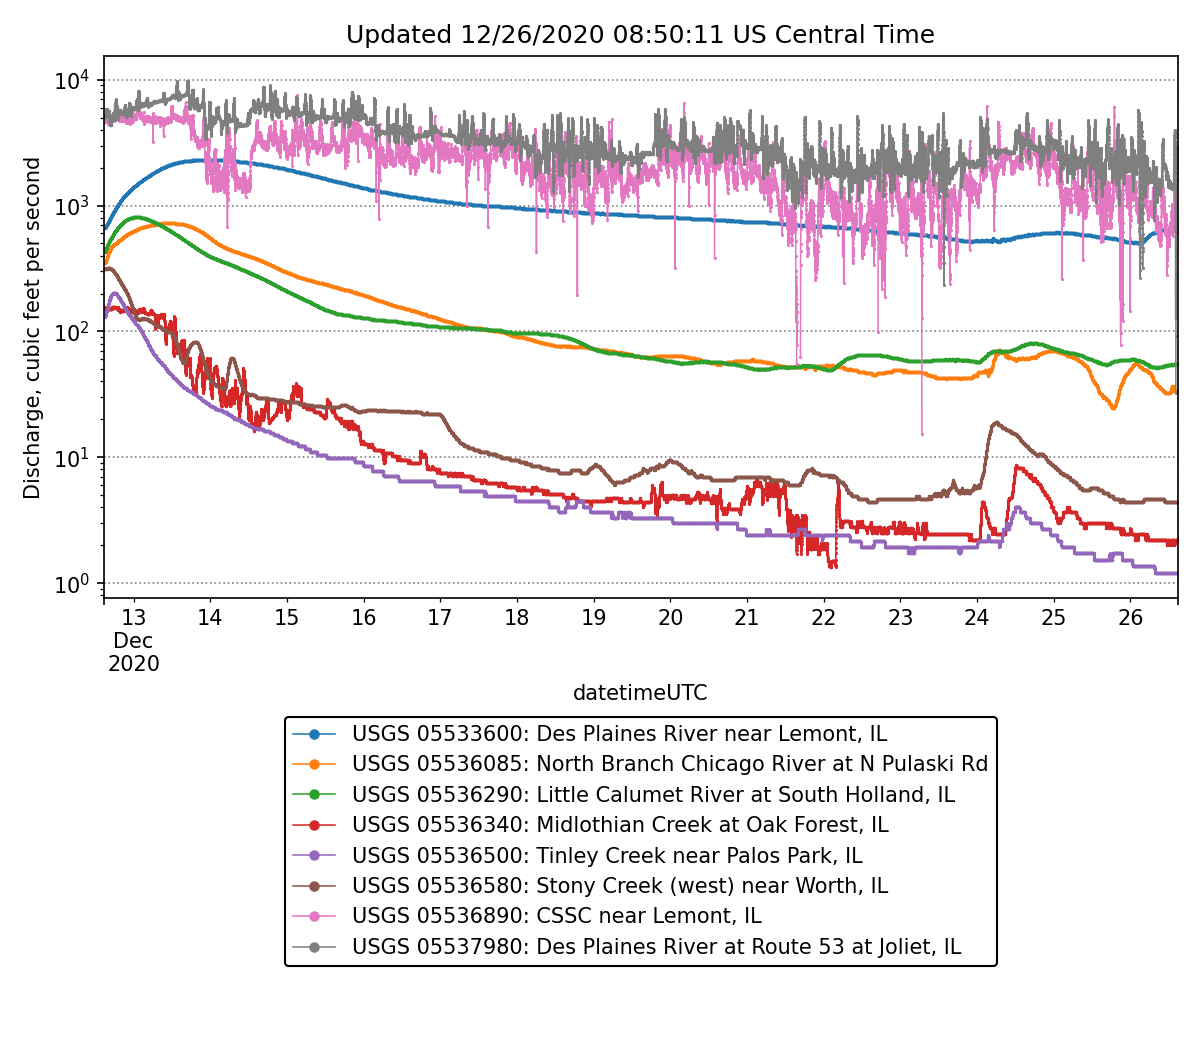 Updated 12/26/2020 08:50:11 US Central Time
Discharge, cubic feet per second
10^4
10^3
10^2
10^1
10^0
13 14 15 16 17 18 19 20 21 22 23 24 25 26
Dec
2020
datetimeUTC
USGS 05533600: Des Plaines River near Lemont, IL
USGS 05536085: North Branch Chicago River at N Pulaski Rd
USGS 05536290: Little Calumet River at South Holland, IL
USGS 05536340: Midlothian Creek at Oak Forest, IL
USGS 05536500: Tinley Creek near Palos Park, IL
USGS 05536580: Stony Creek (west) near Worth, IL
USGS 05536890: CSSC near Lemont, IL
USGS 05537980: Des Plaines River at Route 53 at Joliet, IL